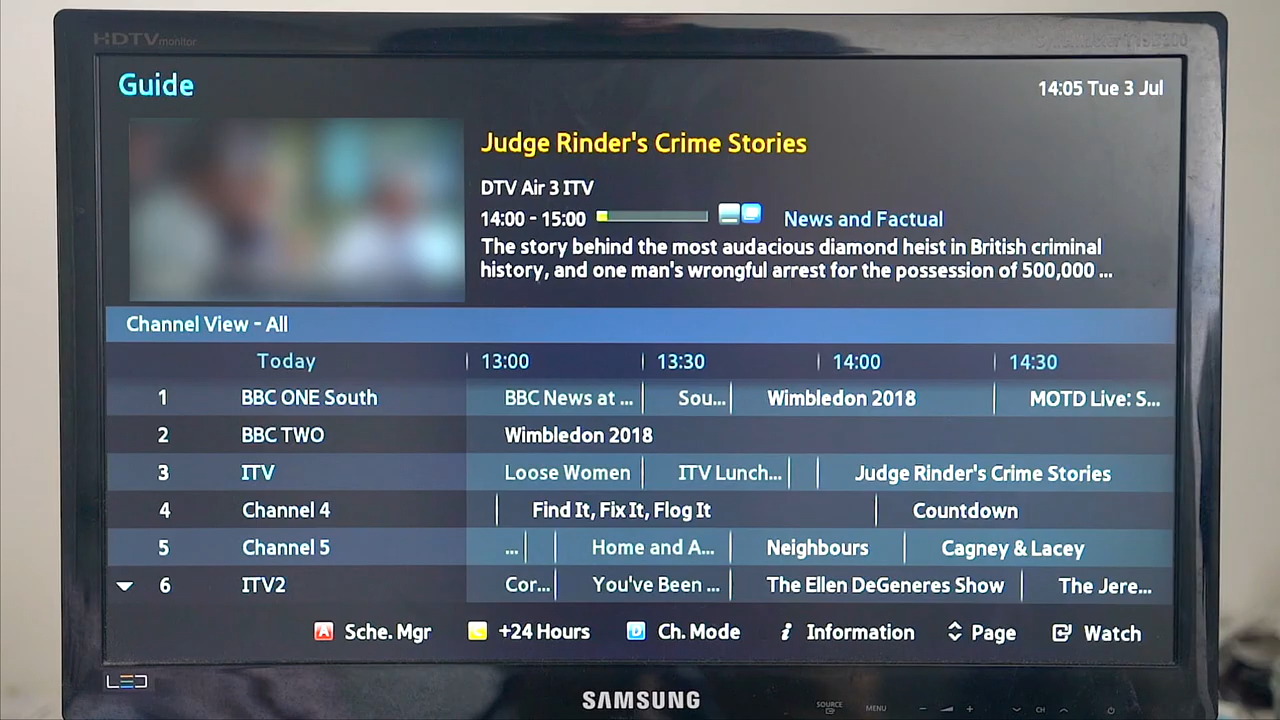 HDTV monitor
Guide
14:05 Tue 3 Jul
Judge Rinder's Crime Stories
DTV Air 3 ITV
14:00 - 15:00 News and Factual
The story behind the most audacious diamond heist in British criminal
history, and one man's wrongful arrest for the possession of 500,000 ...
Channel View - All
Today 13:00 13:30 14:00 14:30
1 BBC ONE South BBC News at ... Sou... Wimbledon 2018 MOTD Live: S...
2 BBC TWO Wimbledon 2018
3 ITV Loose Women ITV Lunch... Judge Rinder's Crime Stories
4 Channel 4 Find It, Fix It, Flog It Countdown
5 Channel 5 ... Home and A... Neighbours Cagney & Lacey
6 ITV2 Cor... You've Been ... The Ellen DeGeneres Show The Jere...
A Sche. Mgr C +24 Hours D Ch. Mode i Information Page Watch
LED
SAMSUNG
SOURCE MENU - + CH